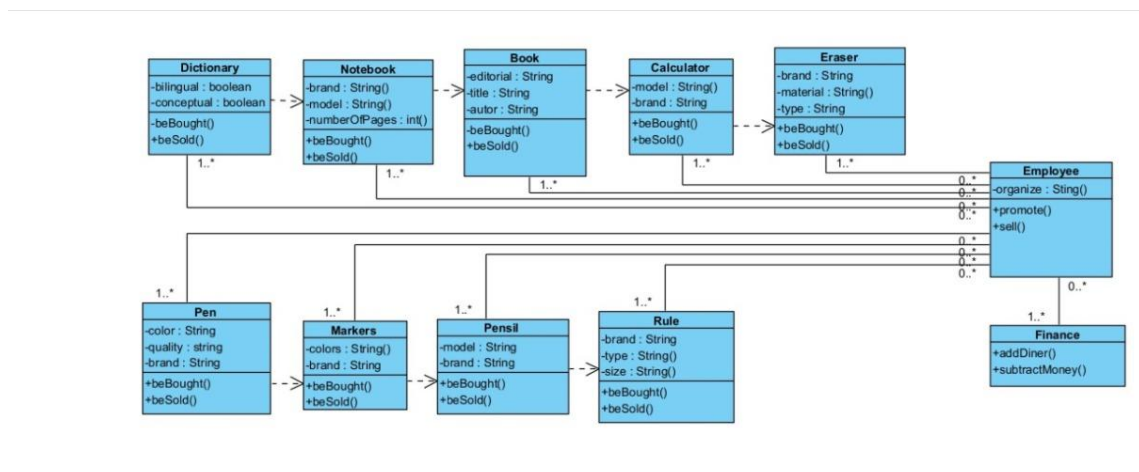 Dictionary
-bilingual : boolean
-conceptual : boolean
-beBought()
+beSold()
1..*
Notebook
-brand : String()
-model : String()
-numberOfPages : int()
+beBought()
+beSold()
1..*
Book
-editorial : String
-title : String
-autor : String
-beBought()
+beSold()
1..*
Calculator
-model : String()
-brand : String
+beBought()
+beSold()
1..*
Eraser
-brand : String
-material : String()
-type : String
+beBought()
+beSold()
1..*
Employee
-organize : Sting()
+promote()
+sell()
0..*
0..*
0..*
0..*
0..*
0..*
0..*
0..*
0..*
1..*
Pen
-color : String
-quality : string
-brand : String
+beBought()
+beSold()
1..*
Markers
-colors : String()
-brand : String
+beBought()
+beSold()
1..*
Pensil
-model : String
-brand : String
+beBought()
+beSold()
1..*
Rule
-brand : String
-type : String()
-size : String()
+beBought()
+beSold()
0..*
1..*
Finance
+addDiner()
+subtractMoney()